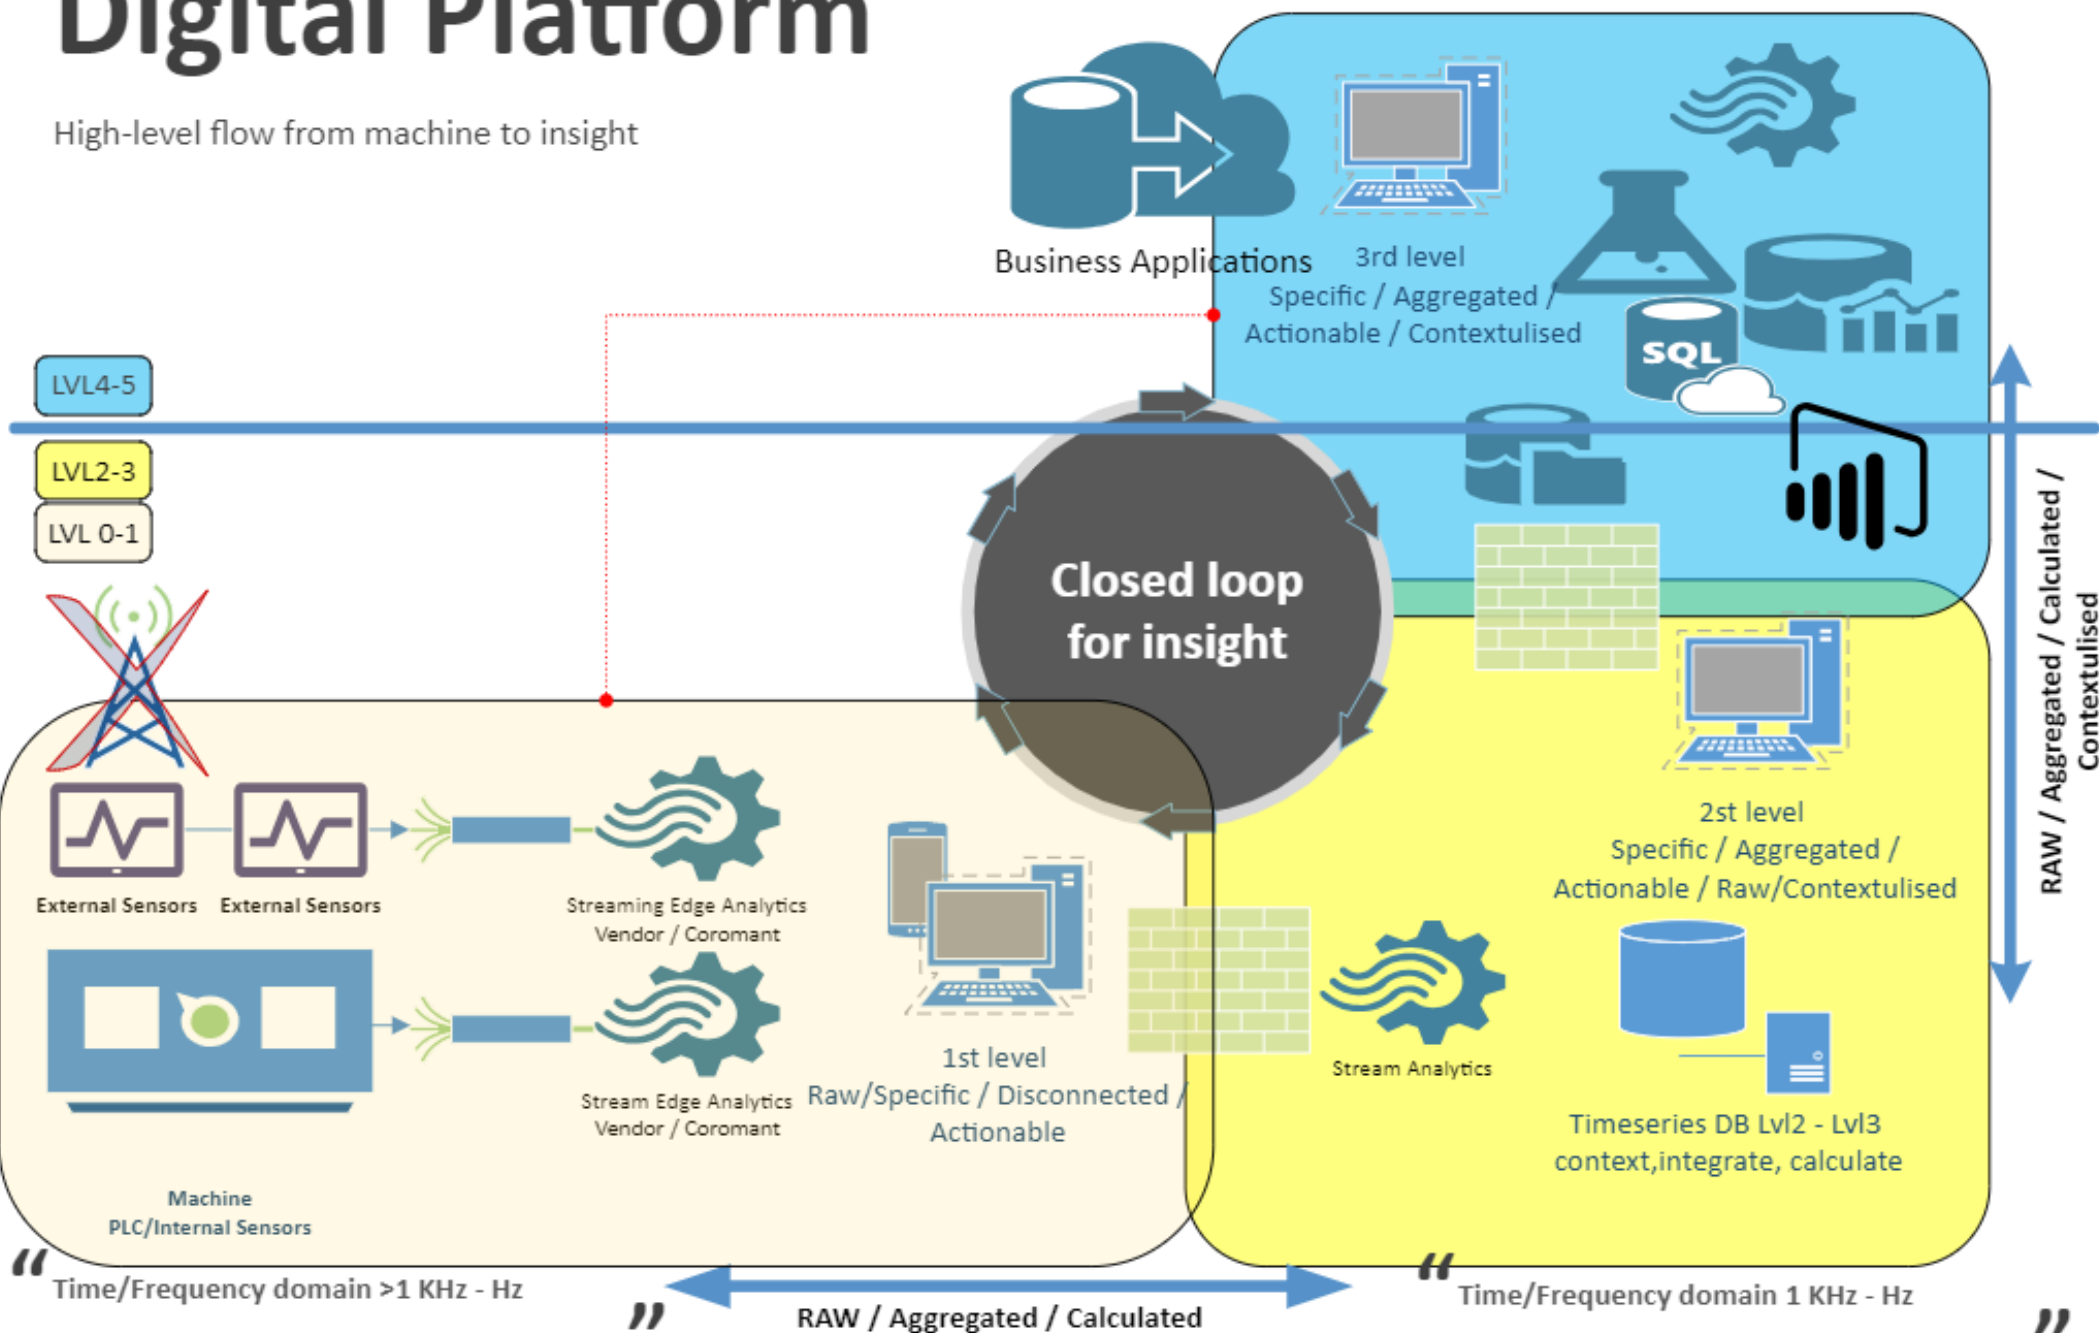 Digital Platform
High-level flow from machine to insight
Business Applications
3rd level
Specific / Aggregated /
Actionable / Contextulised
SQL
LVL4-5
LVL2-3
LVL 0-1
Closed loop
for insight
RAW / Aggregated / Calculated /
Contextulised
External Sensors
External Sensors
Streaming Edge Analytics
Vendor / Coromant
Stream Edge Analytics
Vendor / Coromant
Machine
PLC/Internal Sensors
1st level
Raw/Specific / Disconnected /
Actionable
Stream Analytics
2st level
Specific / Aggregated /
Actionable / Raw/Contextulised
Timeseries DB Lvl2 - Lvl3
context,integrate, calculate
“ Time/Frequency domain >1 KHz - Hz ”
RAW / Aggregated / Calculated
“ Time/Frequency domain 1 KHz - Hz ”